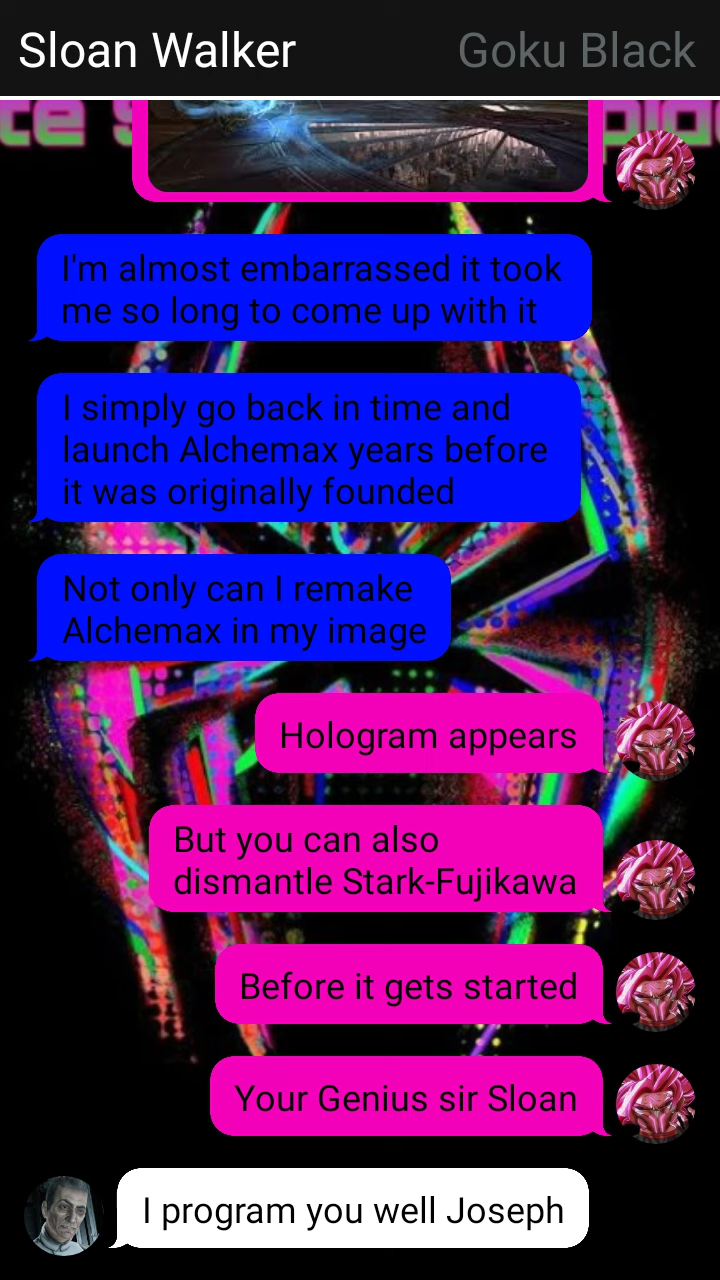 Sloan Walker
Goku Black
I'm almost embarrassed it took
me so long to come up with it
I simply go back in time and
launch Alchemax years before
it was originally founded
Not only can I remake
Alchemax in my image
Hologram appears
But you can also
dismantle Stark-Fujikawa
Before it gets started
Your Genius sir Sloan
I program you well Joseph